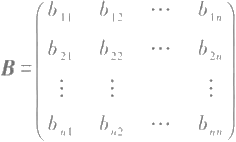 B = ( b₁₁ b₁₂ ⋯ b₁ₙ
b₂₁ b₂₂ ⋯ b₂ₙ
⋮ ⋮ ⋮
bₙ₁ bₙ₂ ⋯ bₙₙ )